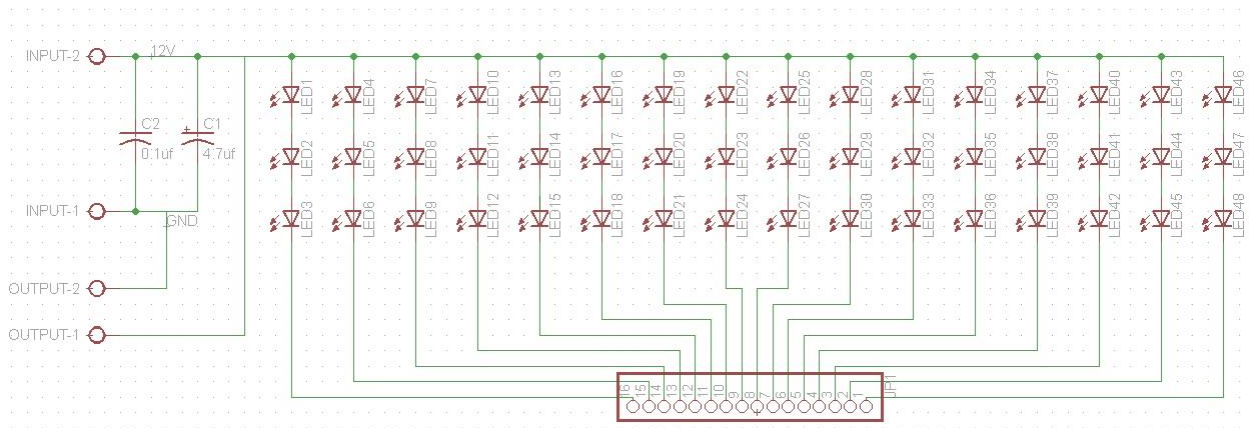 INPUT-2
12V
LED1
LED4
LED7
LED10
LED13
LED16
LED19
LED22
LED25
LED28
LED31
LED34
LED37
LED40
LED43
LED46
C2
0.1uf
C1
+
4.7uf
LED2
LED5
LED8
LED11
LED14
LED17
LED20
LED23
LED26
LED29
LED32
LED35
LED38
LED41
LED44
LED47
INPUT-1
GND
LED3
LED6
LED9
LED12
LED15
LED18
LED21
LED24
LED27
LED30
LED33
LED36
LED39
LED42
LED45
LED48
OUTPUT-2
OUTPUT-1
16 15 14 13 12 11 10 9 8 7 6 5 4 3 2 1
JP1